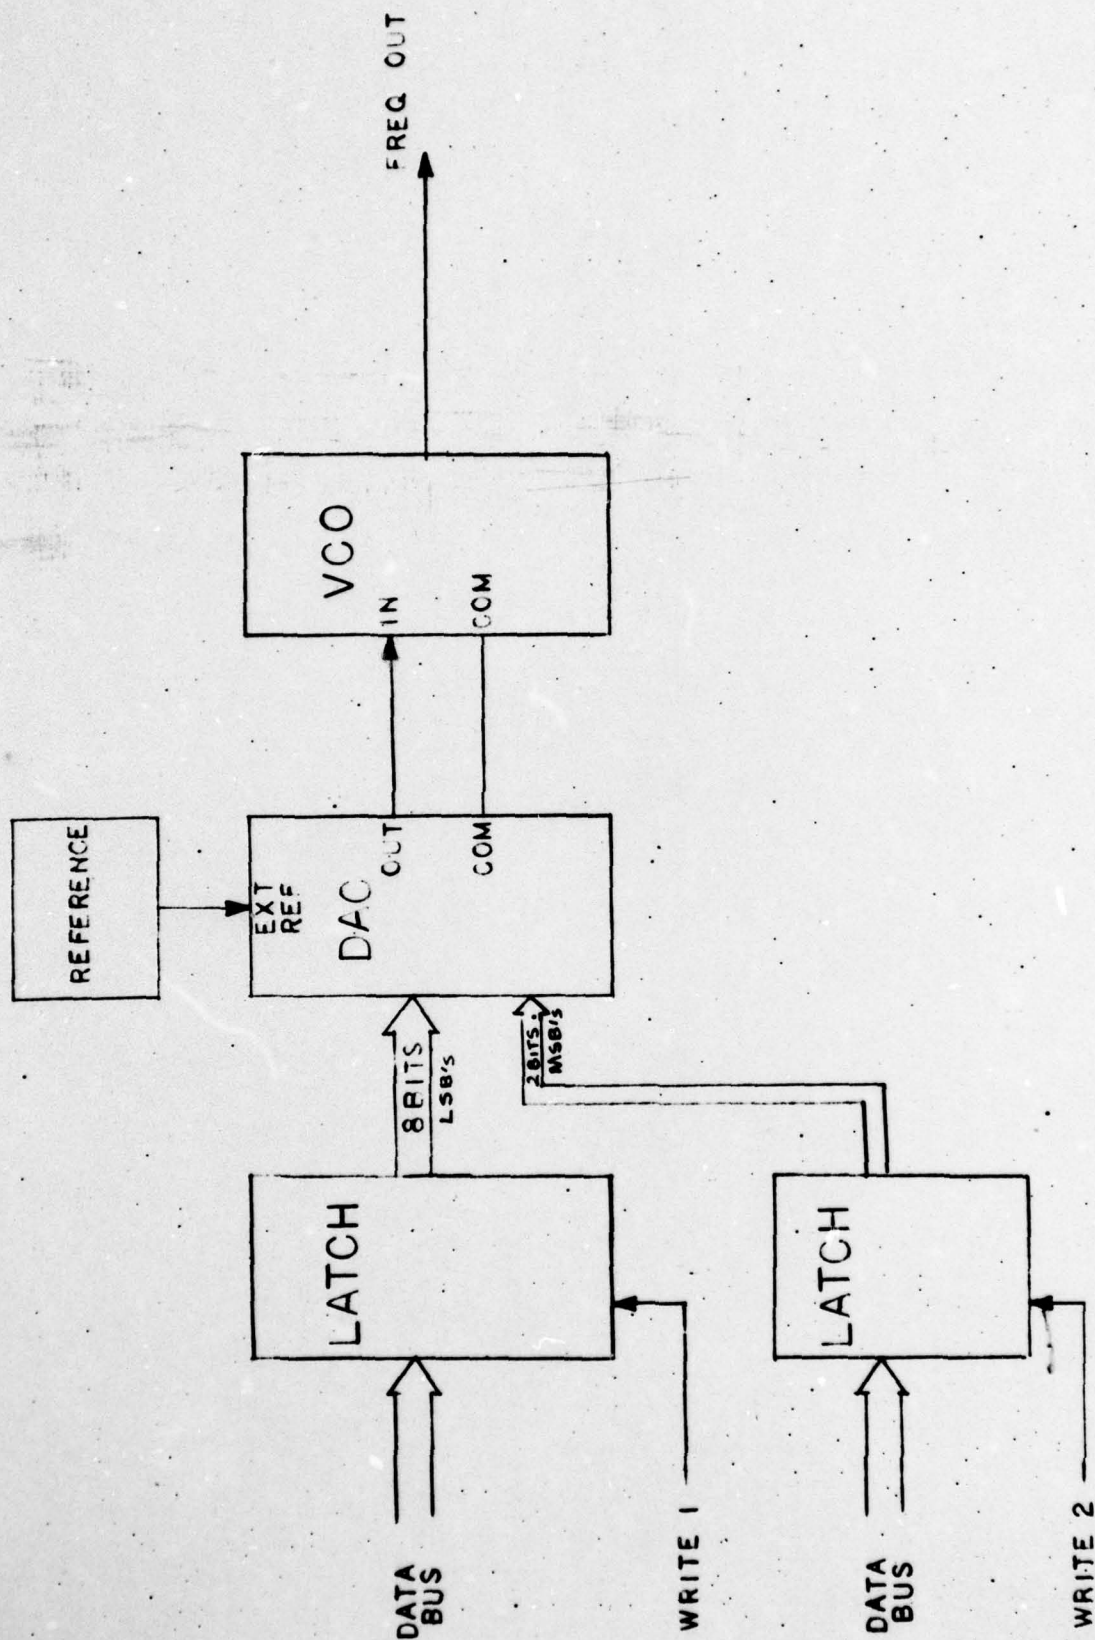 REFERENCE
DATA
BUS
LATCH
WRITE 1
8 BITS
LSB's
EXT
REF
DAC
OUT
COM
VCO
IN
COM
FREQ OUT
DATA
BUS
LATCH
WRITE 2
2 BITS.
MSB's